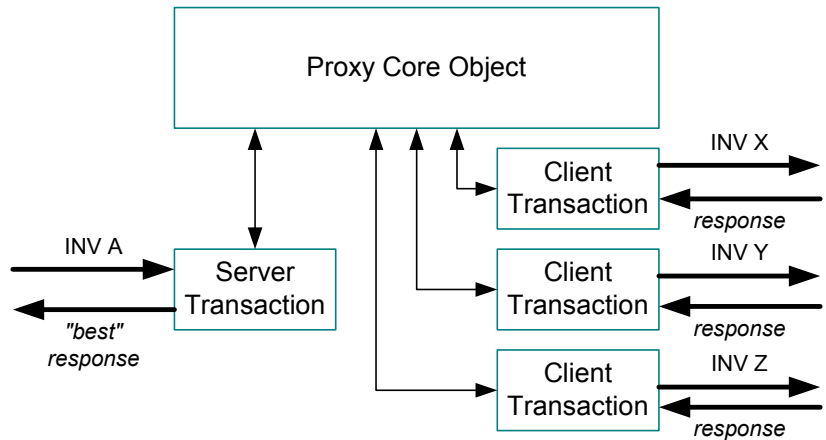 Proxy Core Object
INV X
Client
Transaction
response
INV A
Server
Transaction
"best"
response
INV Y
Client
Transaction
response
INV Z
Client
Transaction
response